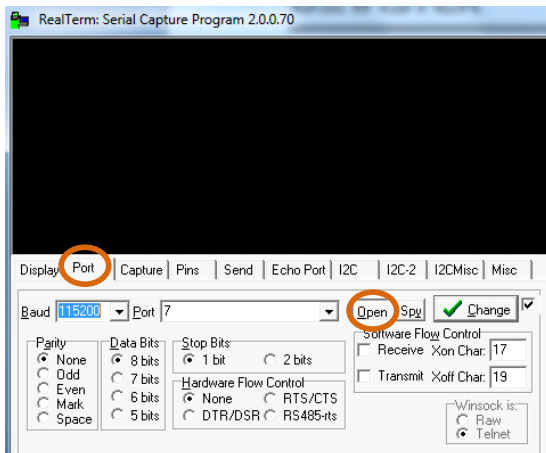 RealTerm: Serial Capture Program 2.0.0.70
Display Port Capture Pins Send Echo Port I2C I2C-2 I2CMisc Misc
Baud 115200 Port 7 Open Spy Change
Parity
None
Odd
Even
Mark
Space
Data Bits
8 bits
7 bits
6 bits
5 bits
Stop Bits
1 bit 2 bits
Hardware Flow Control
None RTS/CTS
DTR/DSR RS485-rts
Software Flow Control
Receive Xon Char: 17
Transmit Xoff Char: 19
Winsock is:
Raw
Telnet